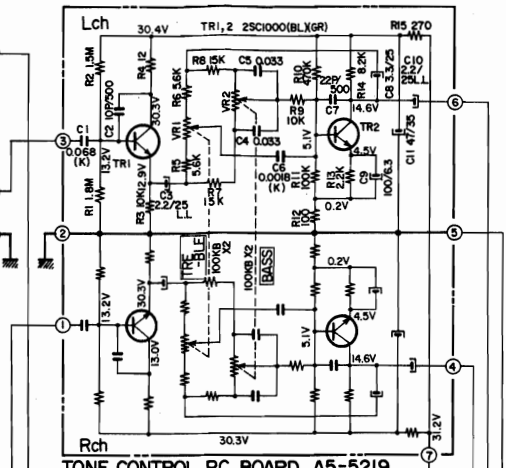 Lch
30.4V
TR1,2 2SC1000(BL)(GR)
R15 270
R2 1.5M
R4 12
R8 15K
C5 0.033
R10 470K
R14 8.2K
C8 3.3/25
C10 2.2/25 L.L
C2 10P/500
30.3V
R6 5.6K
VR2
22P/500
C7
14.6V
6
R9 10K
C1 0.068 (K)
3
TR1
VR1
C4 0.033
5.1V
TR2
C11 47/35
13.2V
R5 5.6K
C6 0.0018 (K)
4.5V
R1 1.8M
R3 10K
12.9V
C3 2.2/25 L.L
R7 15K
R11 100K
R13 2.2K
C9 100/6.3
0.2V
R12 100
2
5
TRE-BLE
100KB X2
100KB X2
BASS
0.2V
13.2V
30.3V
1
13.0V
5.1V
4.5V
14.6V
4
Rch
30.3V
31.2V
7
TONE CONTROL P.C. BOARD A5-5219